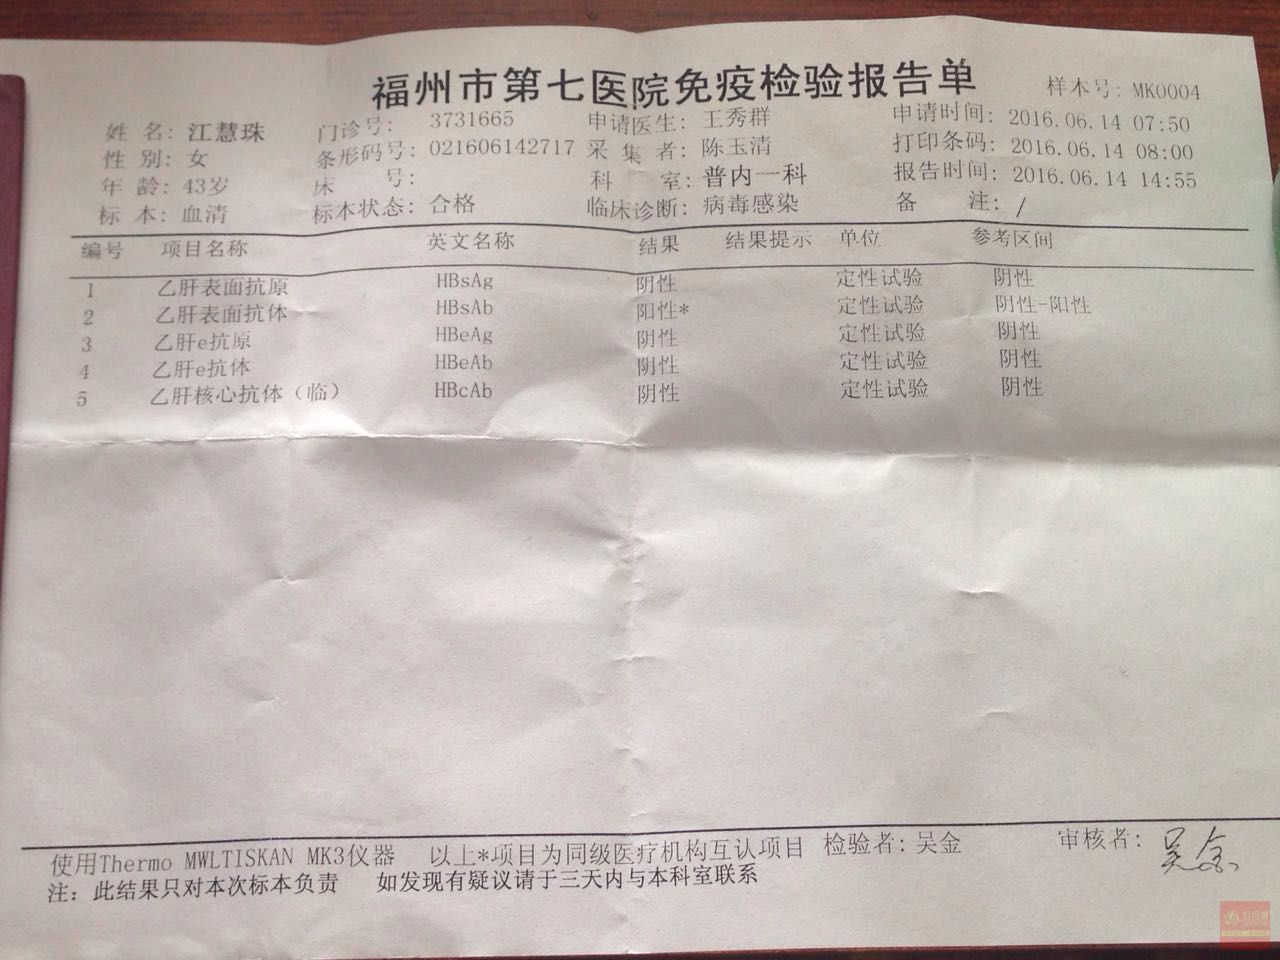 福州市第七医院免疫检验报告单
样本号: MK0004
姓 名: 江慧珠 门诊号: 3731665 申请医生: 王秀群 申请时间: 2016.06.14 07:50
性 别: 女 条形码号: 021606142717 采 集 者: 陈玉清 打印条码: 2016.06.14 08:00
年 龄: 43岁 床 号: 科 室: 普内一科 报告时间: 2016.06.14 14:55
标 本: 血清 标本状态: 合格 临床诊断: 病毒感染 备 注: /
编号 项目名称 英文名称 结果 结果提示 单位 参考区间
1 乙肝表面抗原 HBsAg 阴性 定性试验 阴性
2 乙肝表面抗体 HBsAb 阳性* 定性试验 阴性-阳性
3 乙肝e抗原 HBeAg 阴性 定性试验 阴性
4 乙肝e抗体 HBeAb 阴性 定性试验 阴性
5 乙肝核心抗体（临） HBcAb 阴性 定性试验 阴性
使用Thermo MWLTISKAN MK3仪器 以上*项目为同级医疗机构互认项目 检验者: 吴金 审核者: 吴金
注: 此结果只对本次标本负责 如发现有疑议请于三天内与本科室联系